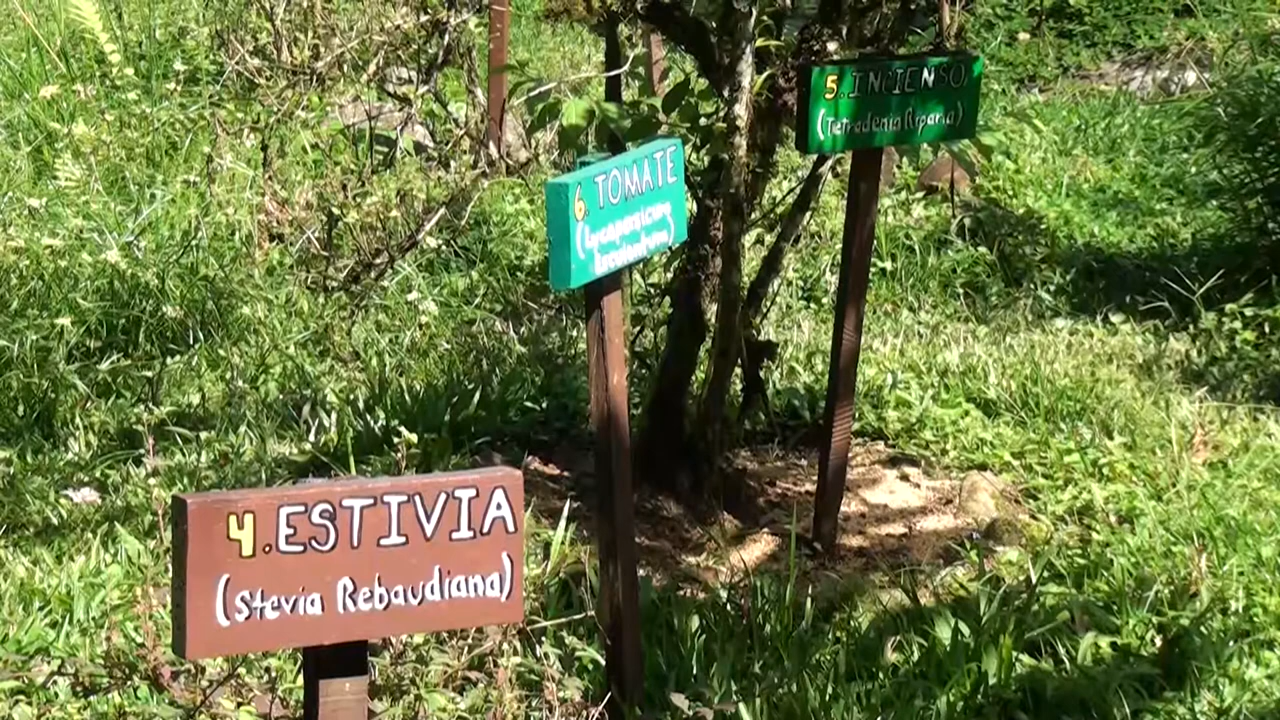 4. ESTIVIA
(Stevia Rebaudiana)
6. TOMATE
(Lycopersicum
Esculentum)
5. INCIENSO
(Tetradenia Riparia)